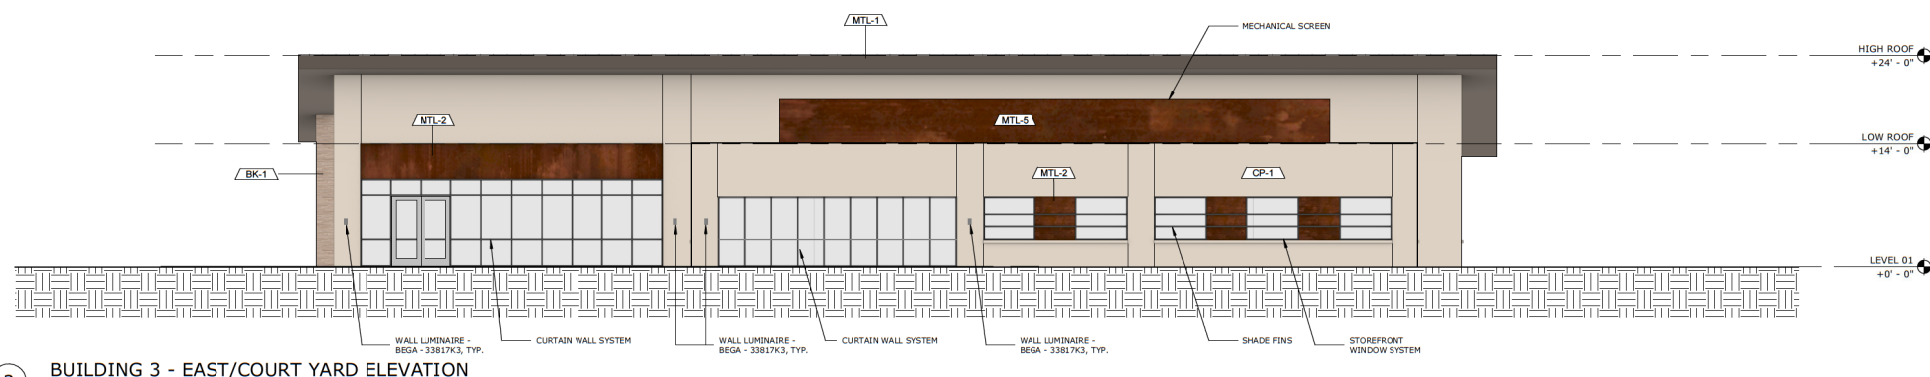 MTL-1
MECHANICAL SCREEN
HIGH ROOF
+24' - 0"
MTL-2
MTL-5
LOW ROOF
+14' - 0"
BK-1
MTL-2
CP-1
LEVEL 01
+0' - 0"
WALL LUMINAIRE -
BEGA - 33817K3, TYP.
CURTAIN WALL SYSTEM
WALL LUMINAIRE -
BEGA - 33817K3, TYP.
CURTAIN WALL SYSTEM
WALL LUMINAIRE -
BEGA - 33817K3, TYP.
SHADE FINS
STOREFRONT
WINDOW SYSTEM
BUILDING 3 - EAST/COURT YARD ELEVATION